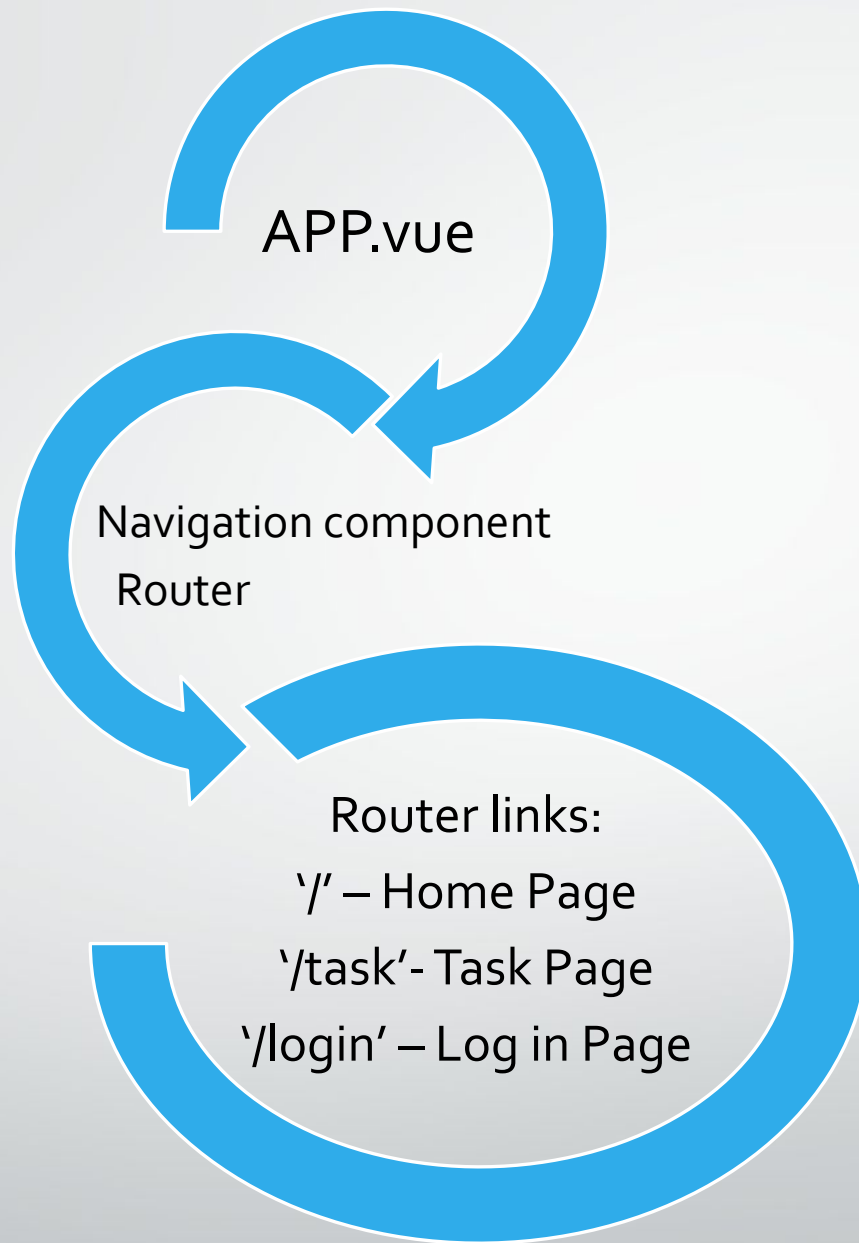 APP.vue
Navigation component
Router
Router links:
‘/’ – Home Page
‘/task’- Task Page
‘/login’ – Log in Page